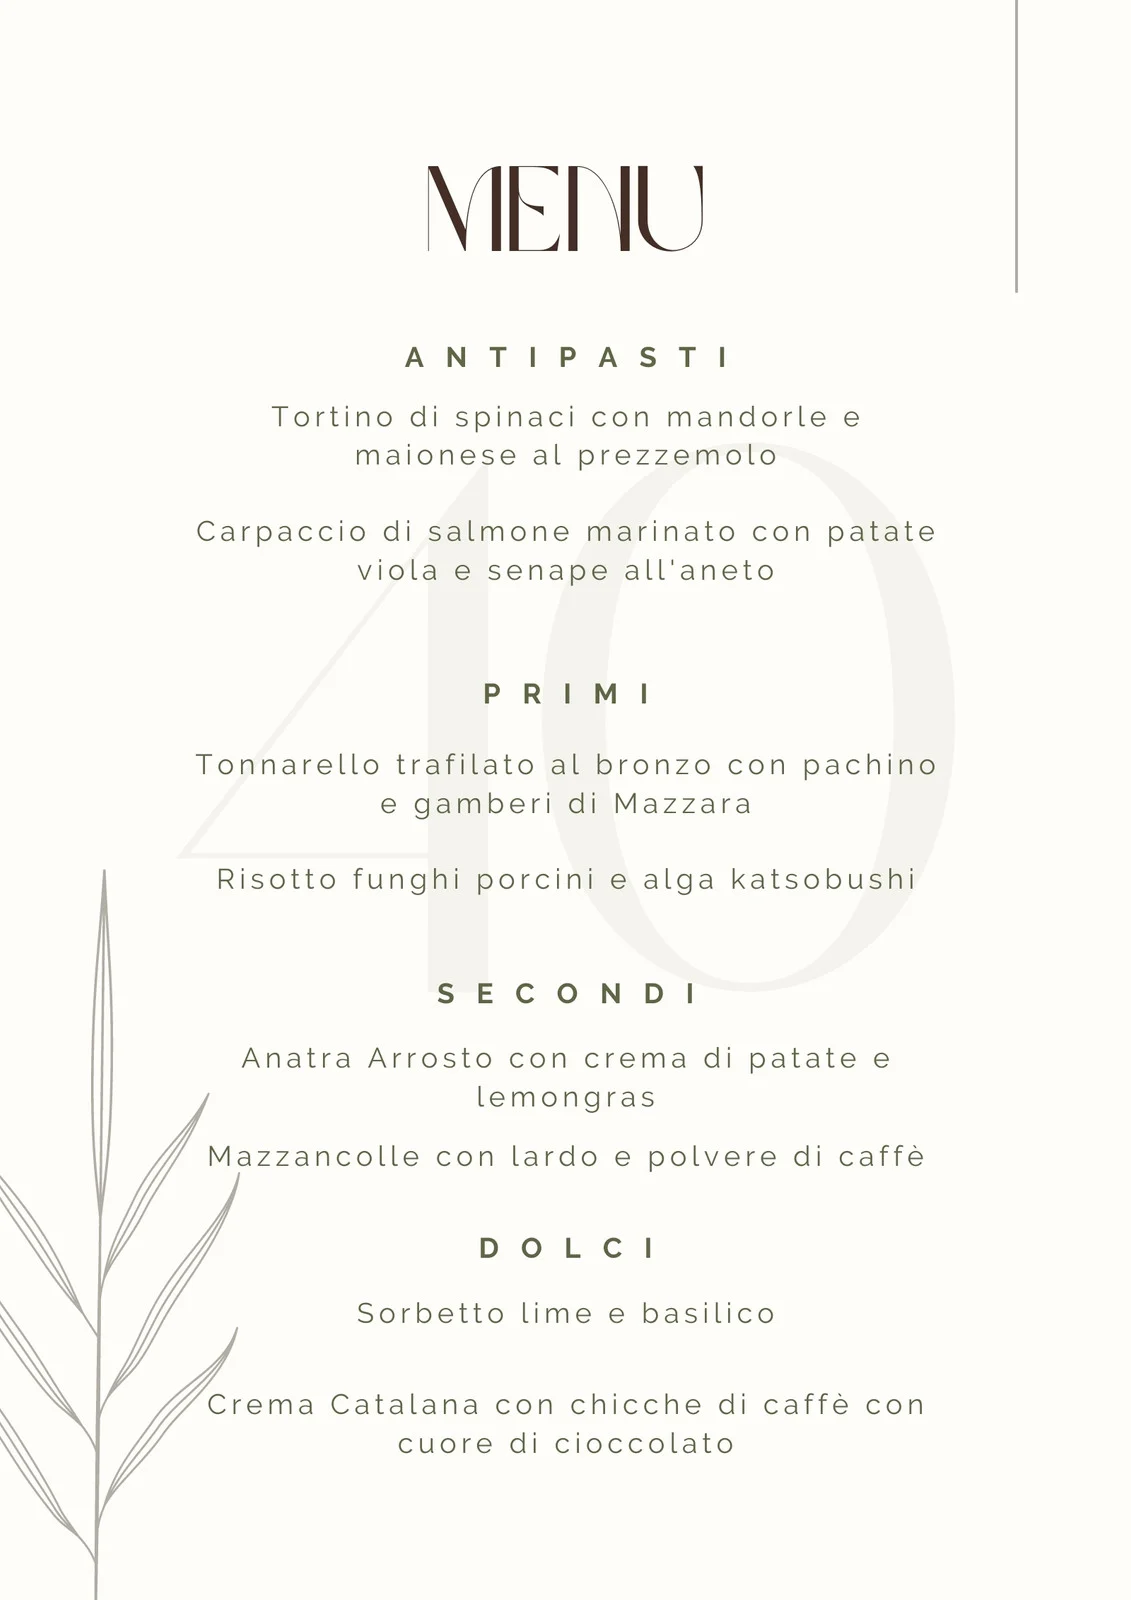 MENU
ANTIPASTI
Tortino di spinaci con mandorle e
maionese al prezzemolo
Carpaccio di salmone marinato con patate
viola e senape all'aneto
40
PRIMI
Tonnarello trafilato al bronzo con pachino
e gamberi di Mazzara
Risotto funghi porcini e alga katsobushi
SECONDI
Anatra Arrosto con crema di patate e
lemongras
Mazzancolle con lardo e polvere di caffè
DOLCI
Sorbetto lime e basilico
Crema Catalana con chicche di caffè con
cuore di cioccolato